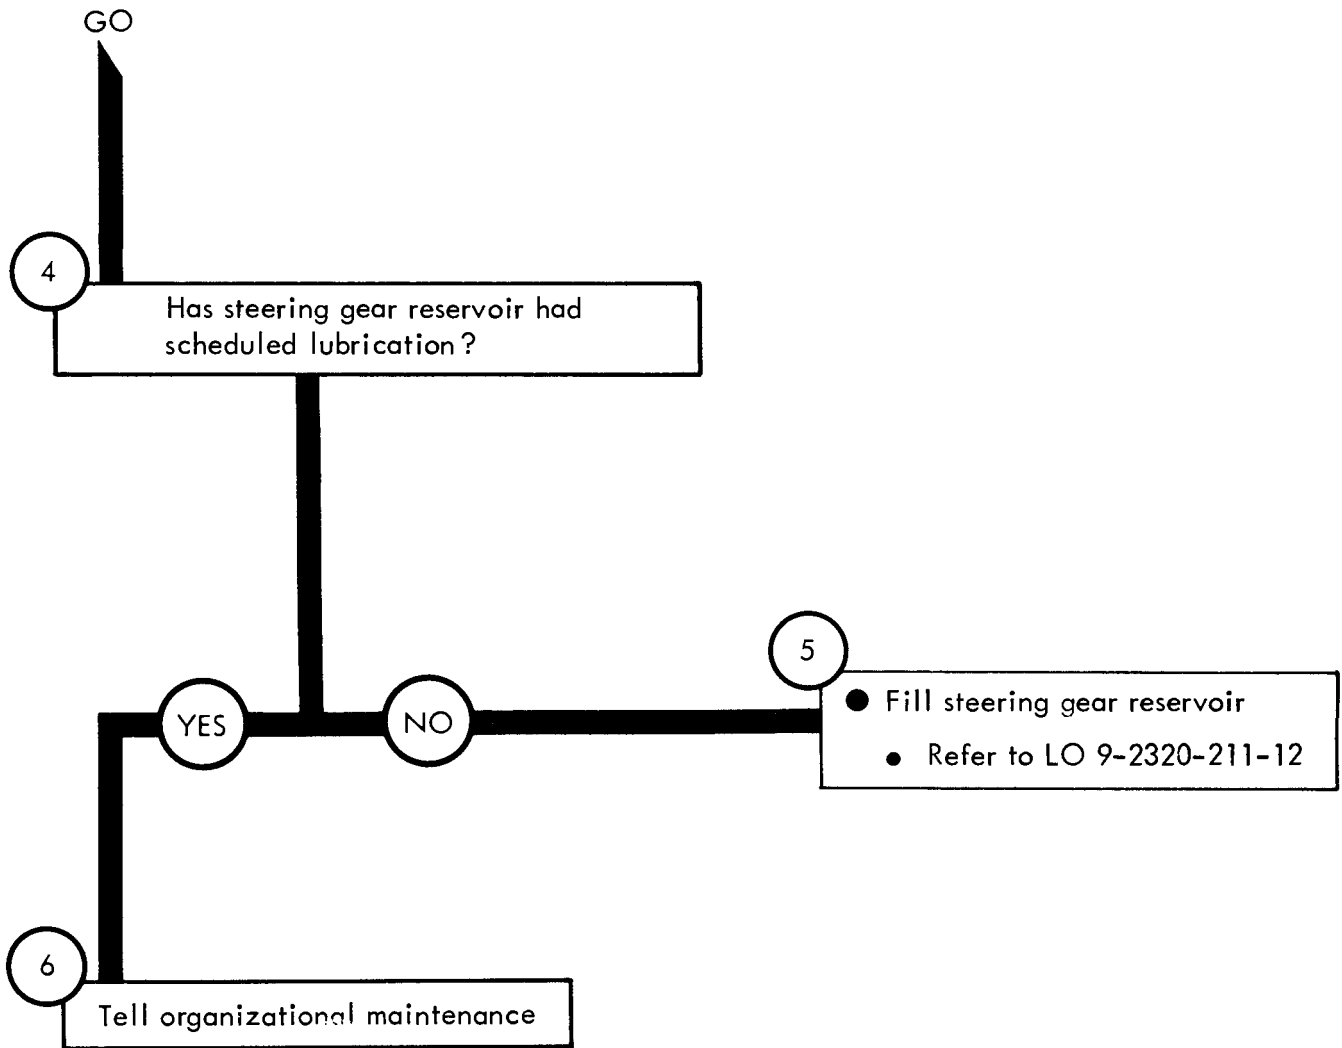 GO
4
Has steering gear reservoir had
scheduled lubrication?
YES
NO
5
● Fill steering gear reservoir
● Refer to LO 9-2320-211-12
6
Tell organizational maintenance